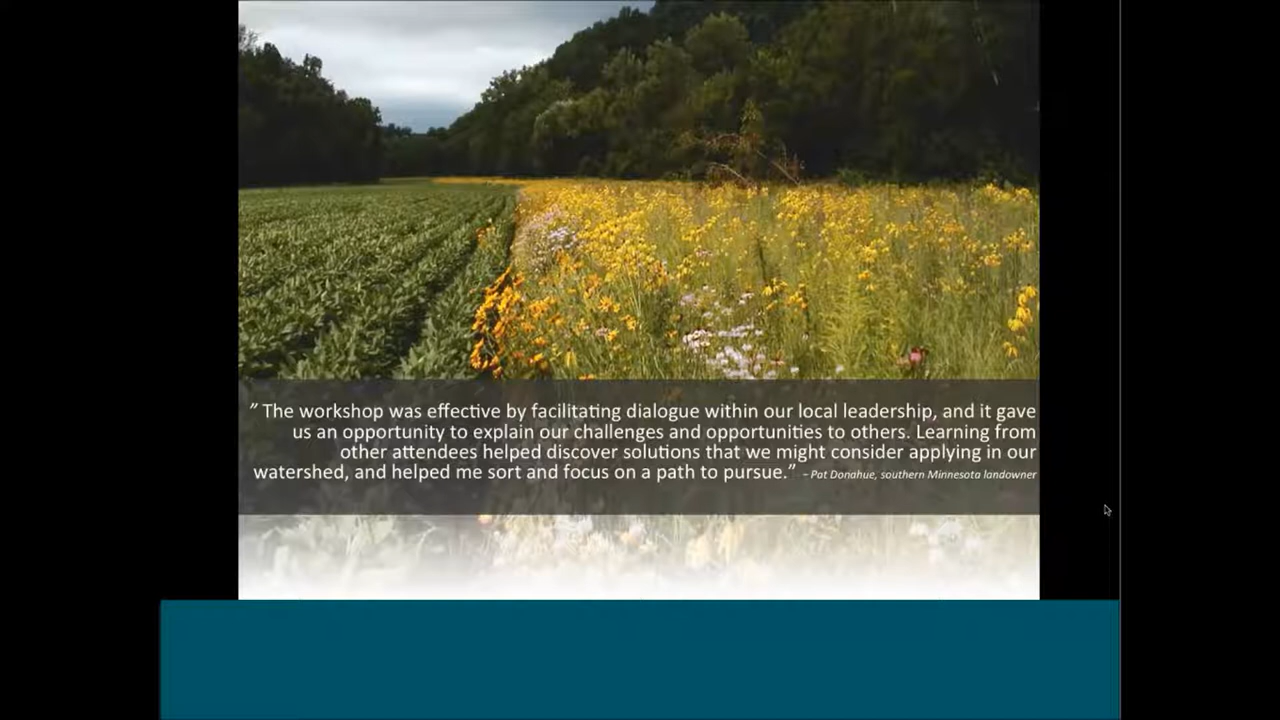 ” The workshop was effective by facilitating dialogue within our local leadership, and it gave
us an opportunity to explain our challenges and opportunities to others. Learning from
other attendees helped discover solutions that we might consider applying in our
watershed, and helped me sort and focus on a path to pursue.” – Pat Donahue, southern Minnesota landowner